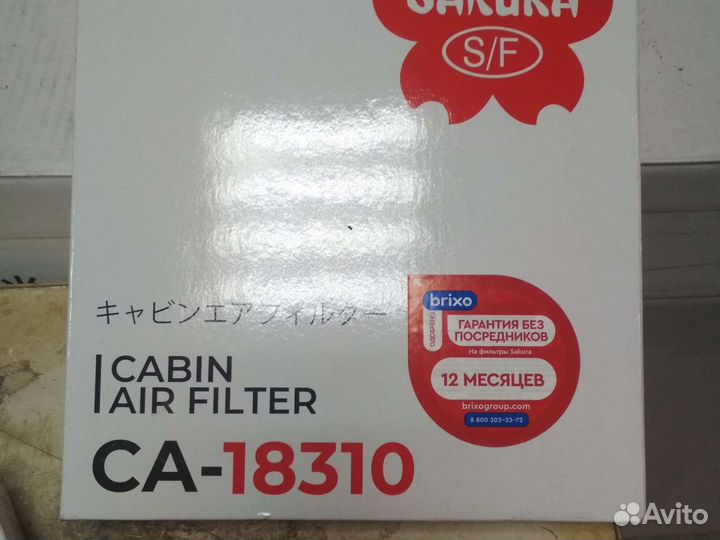 SAKURA
S/F
キャビンエアフィルター
CABIN
AIR FILTER
CA-18310
brixo
ОДОБРЕНО
ГАРАНТИЯ БЕЗ
ПОСРЕДНИКОВ
На фильтры Sakura
12 МЕСЯЦЕВ
brixogroup.com
8 800 302-23-72
Avito